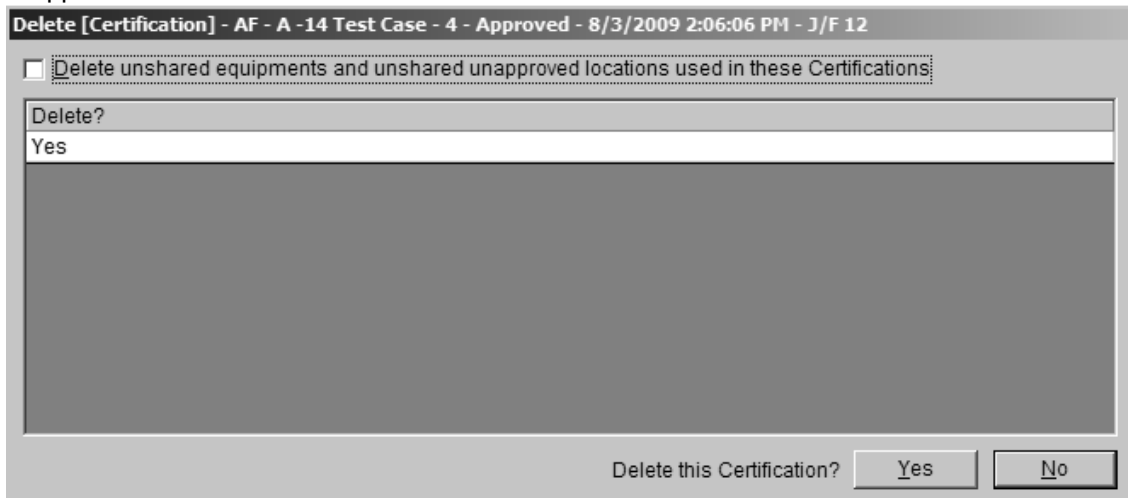 Delete [Certification] - AF - A -14 Test Case - 4 - Approved - 8/3/2009 2:06:06 PM - J/F 12
Delete unshared equipments and unshared unapproved locations used in these Certifications
Delete?
Yes
Delete this Certification? Yes No